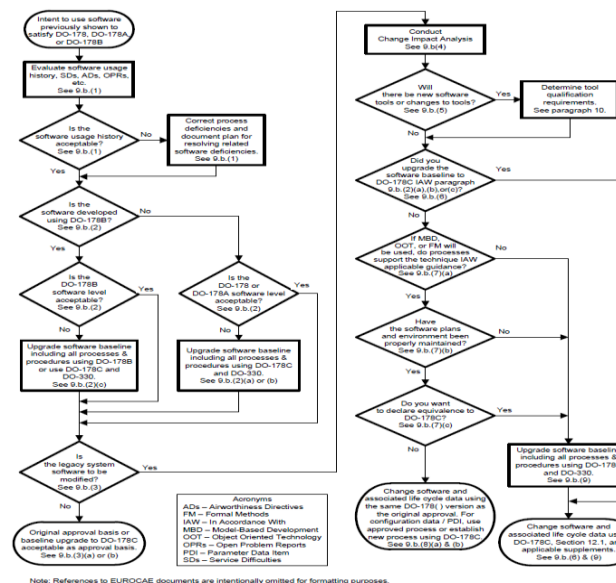 Intent to use software
previously shown to
satisfy DO-178, DO-178A,
or DO-178B
Evaluate software usage
history, SDs, ADs, OPRs,
etc.
See 9.b.(1)
Is the
software usage history
acceptable?
See 9.b.(1)
No
Correct process
deficiencies and
document plan for
resolving related
software deficiencies.
See 9.b.(1)
Yes
Is the
software developed
using DO-178B?
See 9.b.(2)
No
Yes
Is the
DO-178B
software level
acceptable?
See 9.b.(2)
Yes
No
Is the
DO-178 or
DO-178A software level
acceptable?
See 9.b.(2)
Yes
No
Upgrade software baseline
including all processes &
procedures using DO-178B
or use DO-178C and
DO-330.
See 9.b.(2)(c)
Upgrade software baseline
including all processes &
procedures using DO-178C
and DO-330.
See 9.b.(2)(a) or (b)
Is
the legacy system
software to be
modified?
See 9.b.(3)
Yes
No
Original approval basis or
baseline upgrade to DO-178C
acceptable as approval basis.
See 9.b.(3)(a) or (b)
Acronyms
ADs – Airworthiness Directives
FM – Formal Methods
IAW – In Accordance With
MBD – Model-Based Development
OOT – Object Oriented Technology
OPRs – Open Problem Reports
PDI – Parameter Data Item
SDs – Service Difficulties
Conduct
Change Impact Analysis
See 9.b(4)
Will
there be new software
tools or changes to tools?
See 9.b.(5)
Yes
Determine tool
qualification
requirements.
See paragraph 10.
No
Did you
upgrade the
software baseline to
DO-178C IAW paragraph
9.b.(2)(a),(b),or(c)?
See 9.b.(6)
Yes
No
If MBD,
OOT, or FM will
be used, do processes
support the technique IAW
applicable guidance?
See 9.b.(7)(a)
No
Yes
Have
the software plans
and environment been
properly maintained?
See 9.b.(7)(b)
No
Yes
Do you want
to declare equivalence to
DO-178C?
See 9.b.(7)(c)
Yes
No
Upgrade software baselin
including all processes &
procedures using DO-178
and DO-330.
See 9.b.(9)
Change software and
associated life cycle data using
the same DO-178( ) version as
the original approval. For
configuration data / PDI, use
approved process or establish
new process using DO-178C.
See 9.b.(8)(a) & (b)
Change software and
associated life cycle data us
DO-178C, Section 12.1, an
applicable supplements.
See 9.b.(6) & (9)
Note: References to EUROCAE documents are intentionally omitted for formatting purposes.